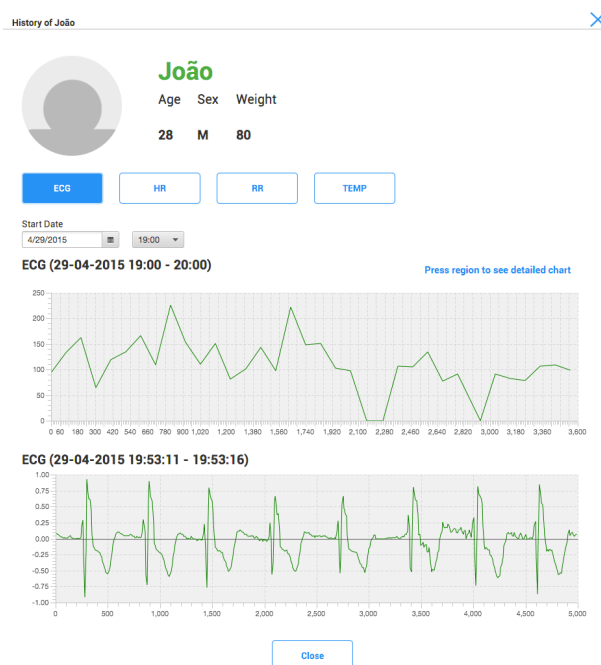 History of João
João
Age Sex Weight
28 M 80
ECG HR RR TEMP
Start Date
4/29/2015 19:00
ECG (29-04-2015 19:00 - 20:00)
Press region to see detailed chart
250
200
150
100
50
0
0 60 180 300 420 540 660 780 900 1,020 1,200 1,380 1,560 1,740 1,920 2,100 2,280 2,460 2,640 2,820 3,000 3,180 3,360 3,600
ECG (29-04-2015 19:53:11 - 19:53:16)
1.00
0.75
0.50
0.25
0.00
-0.25
-0.50
-0.75
-1.00
0 500 1,000 1,500 2,000 2,500 3,000 3,500 4,000 4,500 5,000
Close